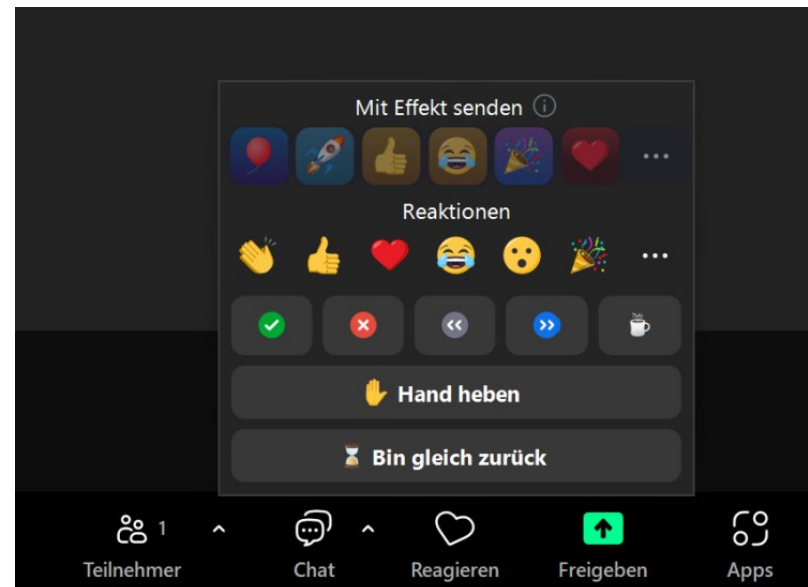 Mit Effekt senden
Reaktionen
Hand heben
Bin gleich zurück
1
Teilnehmer Chat Reagieren Freigeben Apps